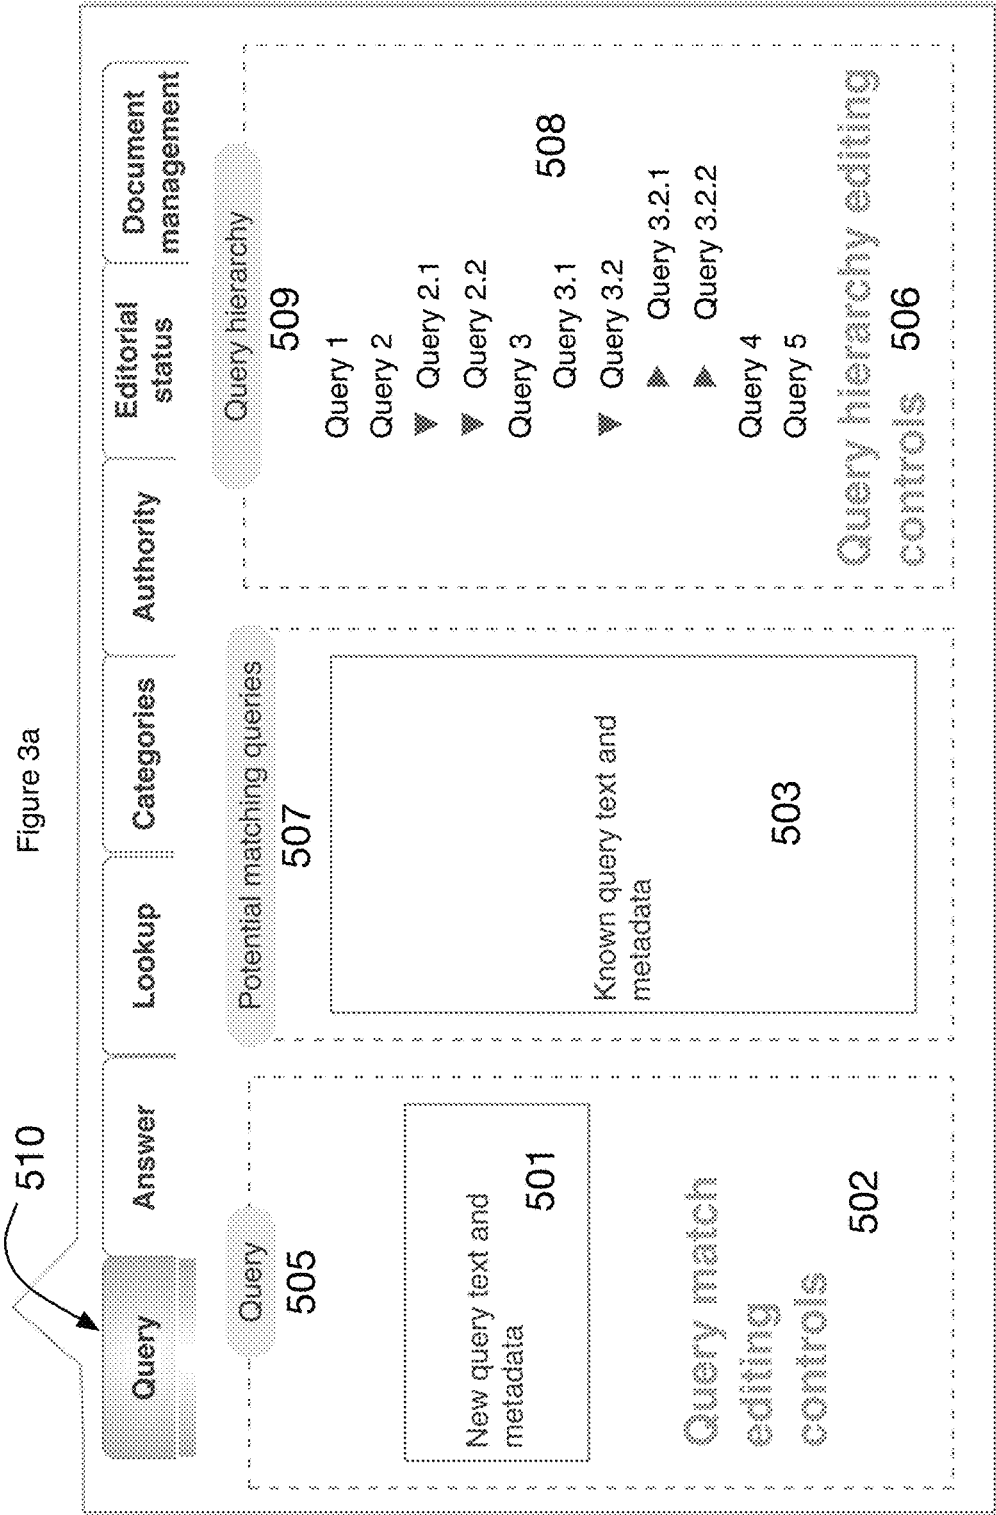 Figure 3a
510
Query
Answer
Lookup
Categories
Authority
Editorial
status
Document
management
Query
505
New query text and
metadata
501
Query match
editing
controls
502
Potential matching queries
507
Known query text and
metadata
503
Query hierarchy
509
Query 1
Query 2
▼ Query 2.1
▼ Query 2.2
Query 3
Query 3.1
▼ Query 3.2
▶ Query 3.2.1
▶ Query 3.2.2
Query 4
Query 5
508
Query hierarchy editing
controls
506